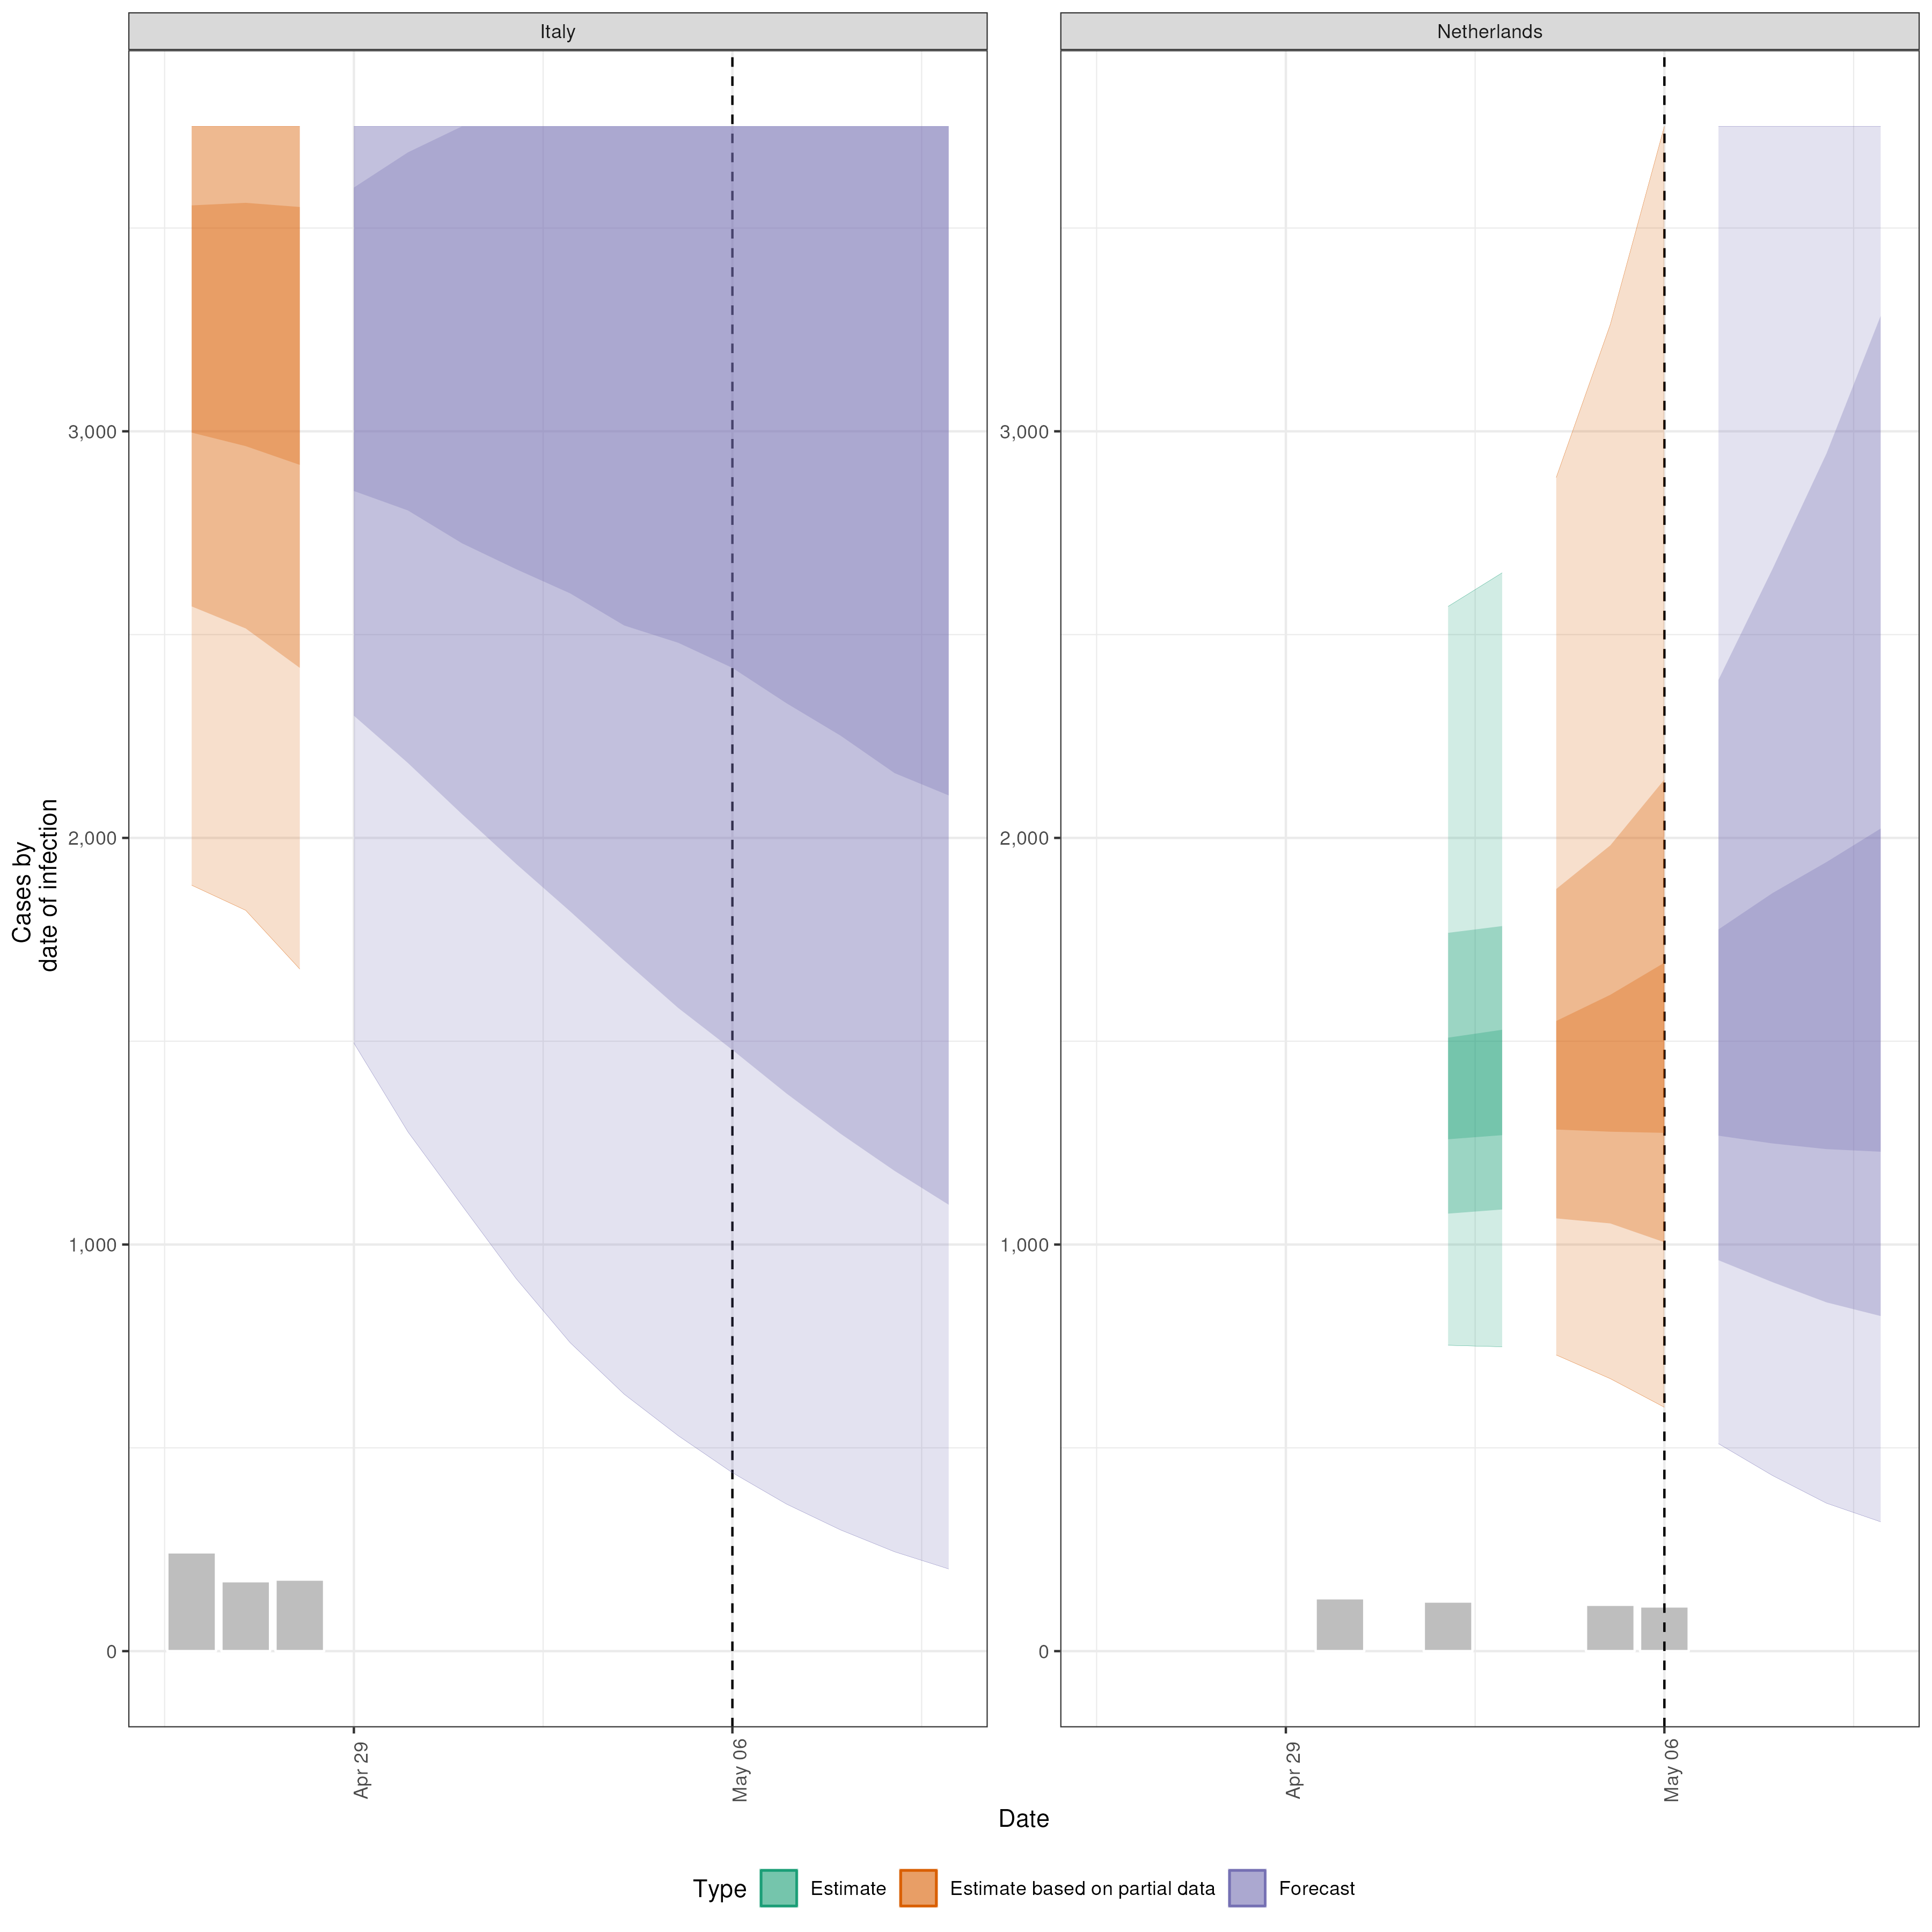 Italy
Netherlands
Cases by
date of infection
3,000
2,000
1,000
0
3,000
2,000
1,000
0
Apr 29
May 06
Apr 29
May 06
Date
Type
Estimate
Estimate based on partial data
Forecast